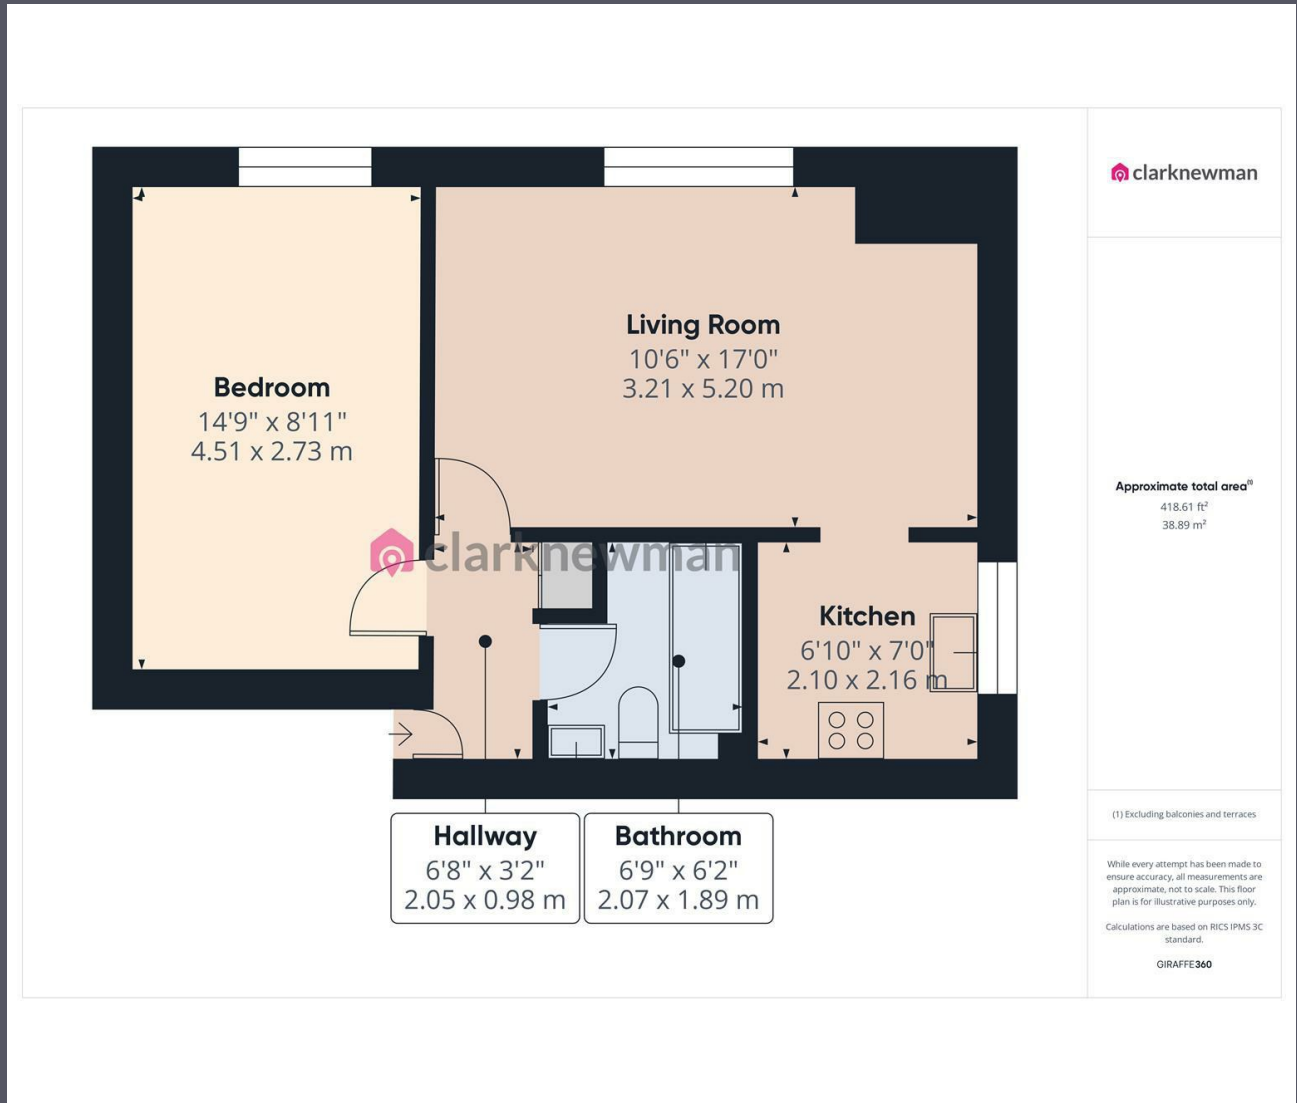 clarknewman
Living Room
10'6" x 17'0"
3.21 x 5.20 m
Bedroom
14'9" x 8'11"
4.51 x 2.73 m
clarknewman
Kitchen
6'10" x 7'0"
2.10 x 2.16 m
Hallway
6'8" x 3'2"
2.05 x 0.98 m
Bathroom
6'9" x 6'2"
2.07 x 1.89 m
Approximate total area(1)
418.61 ft²
38.89 m²
(1) Excluding balconies and terraces
While every attempt has been made to
ensure accuracy, all measurements are
approximate, not to scale. This floor
plan is for illustrative purposes only.
Calculations are based on RICS IPMS 3C
standard.
GIRAFFE360